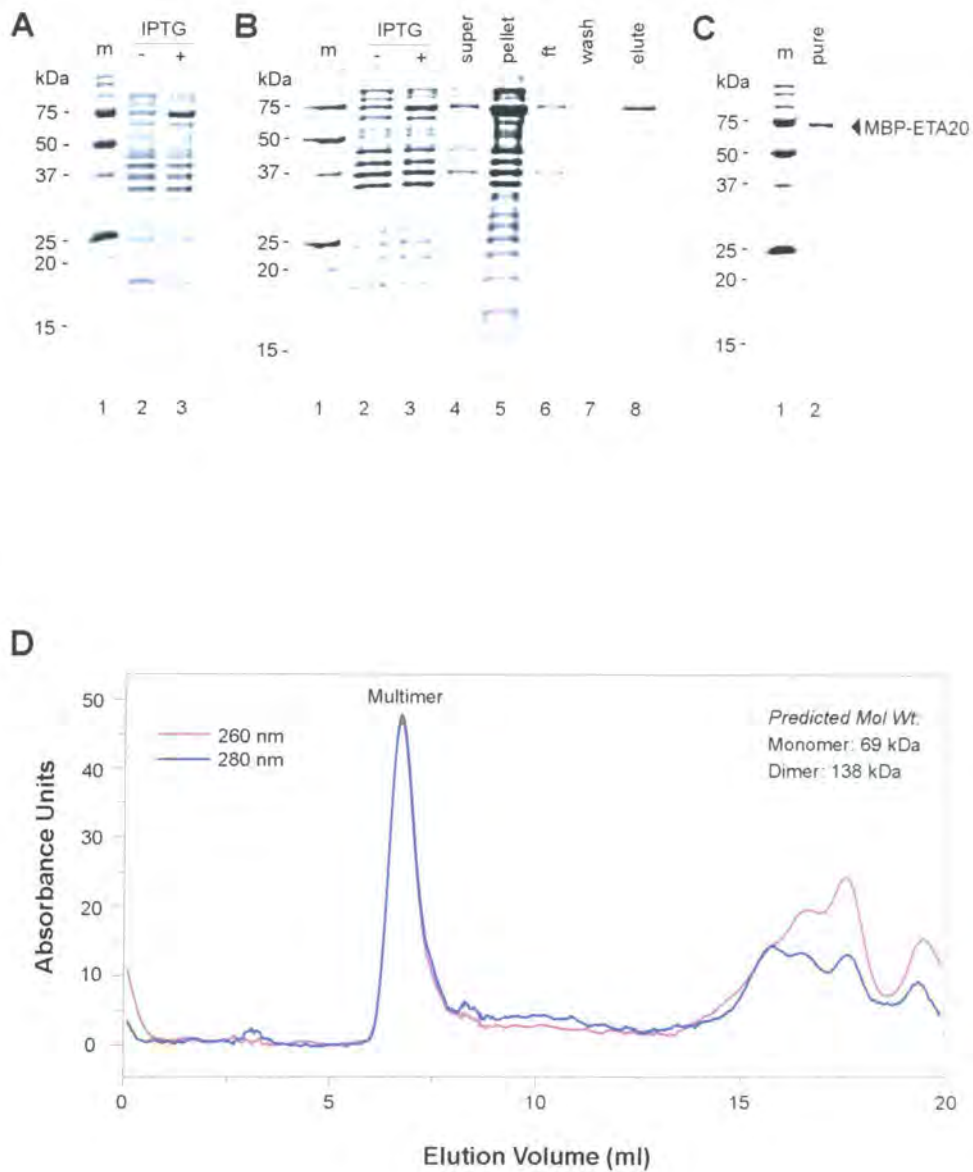 A
IPTG
m - +
kDa
75 -
50 -
37 -
25 -
20 -
15 -
1 2 3
B
IPTG
super
pellet
ft
wash
elute
m - +
kDa
75 -
50 -
37 -
25 -
20 -
15 -
1 2 3 4 5 6 7 8
C
m
pure
kDa
75 -
50 -
37 -
25 -
20 -
15 -
MBP-ETA20
1 2
D
Multimer
260 nm
280 nm
Predicted Mol Wt:
Monomer: 69 kDa
Dimer: 138 kDa
Absorbance Units
50
40
30
20
10
0
0 5 10 15 20
Elution Volume (ml)